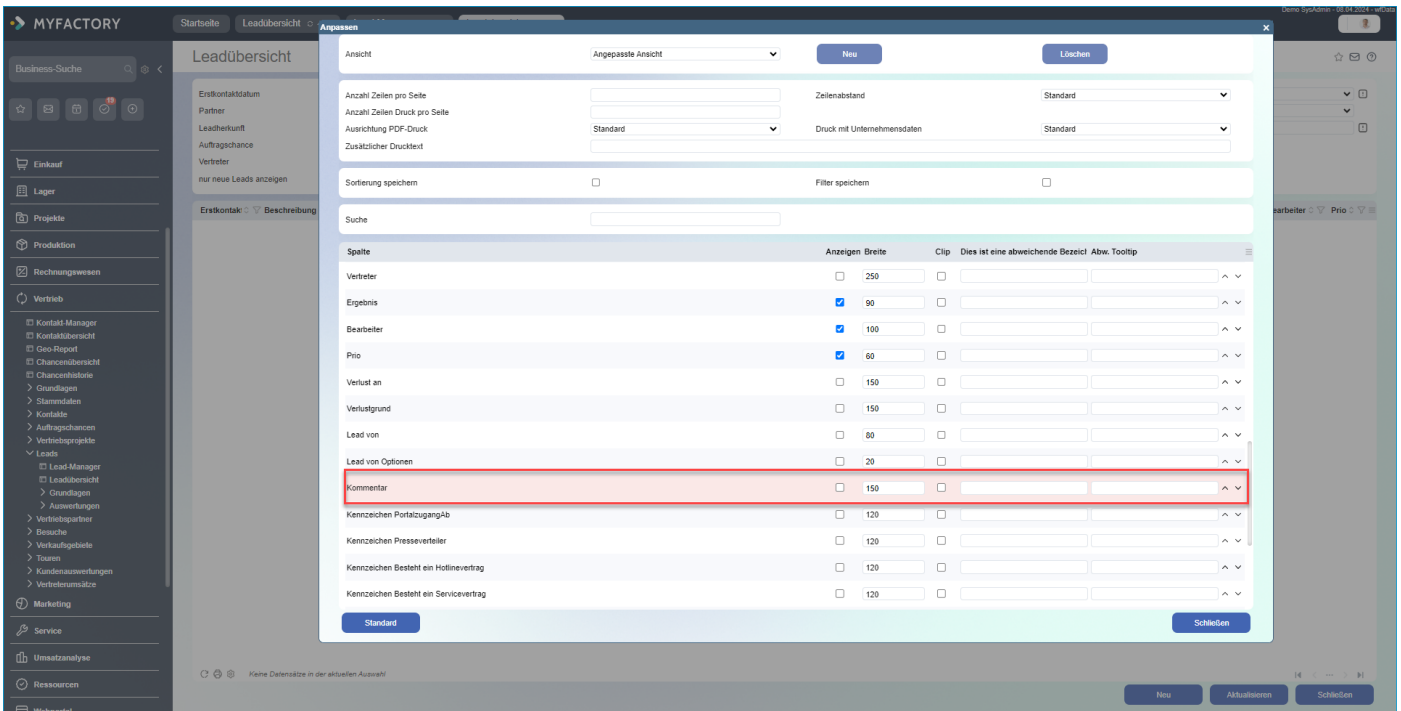 Demo SysAdmin - 08.04.2024 - wfData
MYFACTORY
Startseite
Leadübersicht
Anpassen
×
Business-Suche
Leadübersicht
Ansicht
Angepasste Ansicht
Neu
Löschen
13
Erstkontaktdatum
Partner
Leadherkunft
Auftragschance
Vertreter
nur neue Leads anzeigen
Anzahl Zeilen pro Seite
Zeilenabstand
Standard
Anzahl Zeilen Druck pro Seite
Ausrichtung PDF-Druck
Standard
Druck mit Unternehmensdaten
Standard
Zusätzlicher Drucktext
Sortierung speichern
Filter speichern
Erstkontak
Beschreibung
earbeiter
Prio
Suche
Spalte
Anzeigen
Breite
Clip
Dies ist eine abweichende Bezeicl
Abw. Tooltip
Vertreter
250
Ergebnis
90
Bearbeiter
100
Prio
60
Verlust an
150
Verlustgrund
150
Lead von
80
Lead von Optionen
20
Kommentar
150
Kennzeichen PortalzugangAb
120
Kennzeichen Presseverteiler
120
Kennzeichen Besteht ein Hotlinevertrag
120
Kennzeichen Besteht ein Servicevertrag
120
Standard
Schließen
Einkauf
Lager
Projekte
Produktion
Rechnungswesen
Vertrieb
Kontakt-Manager
Kontaktübersicht
Geo-Report
Chancenübersicht
Chancenhistorie
Grundlagen
Stammdaten
Kontakte
Auftragschancen
Vertriebsprojekte
Leads
Lead-Manager
Leadübersicht
Grundlagen
Auswertungen
Vertriebspartner
Besuche
Verkaufsgebiete
Touren
Kundenauswertungen
Vertreterumsätze
Marketing
Service
Umsatzanalyse
Ressourcen
Webportal
Keine Datensätze in der aktuellen Auswahl
Neu
Aktualisieren
Schließen